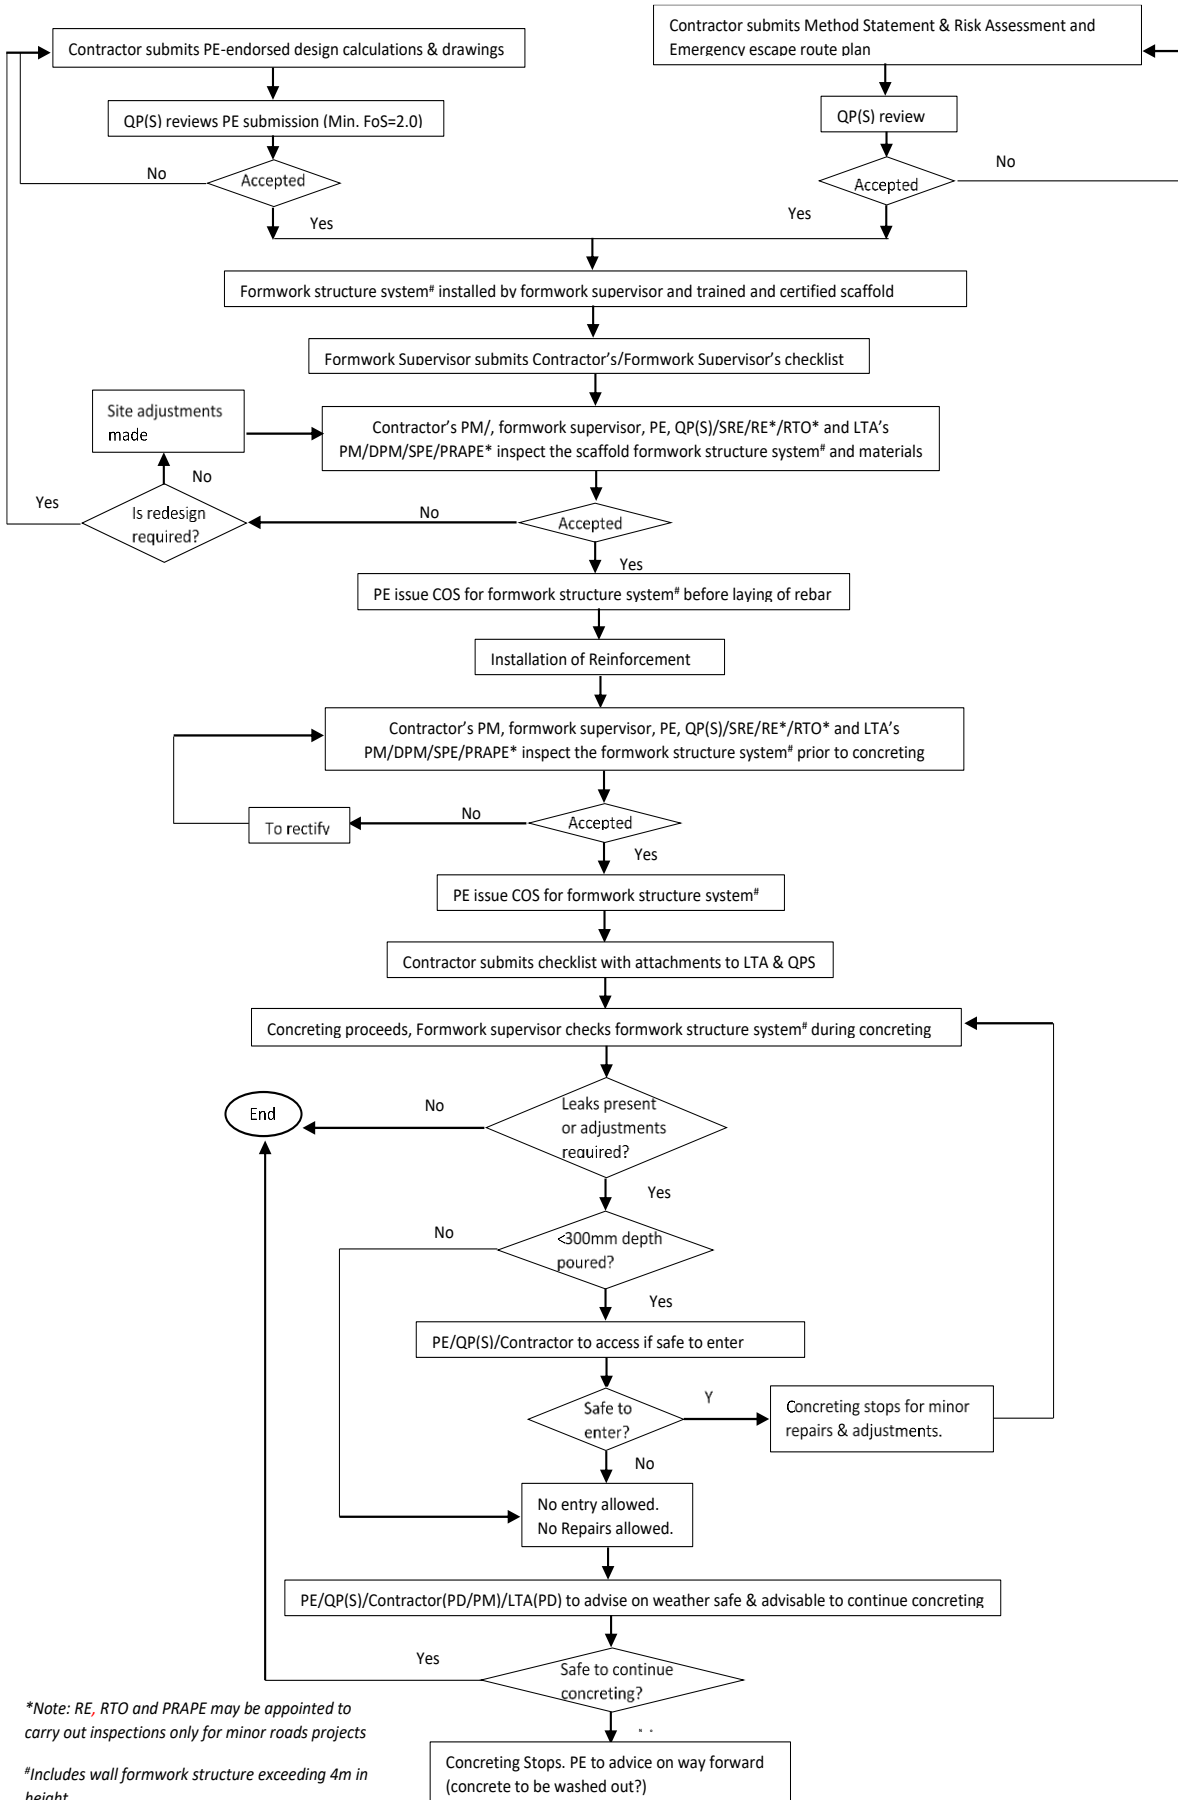 Contractor submits PE-endorsed design calculations & drawings
Contractor submits Method Statement & Risk Assessment and
Emergency escape route plan
QP(S) reviews PE submission (Min. FoS=2.0)
QP(S) review
No
Accepted
Yes
No
Accepted
Yes
Formwork structure system# installed by formwork supervisor and trained and certified scaffold
Formwork Supervisor submits Contractor's/Formwork Supervisor's checklist
Site adjustments
made
Contractor's PM/, formwork supervisor, PE, QP(S)/SRE/RE*/RTO* and LTA's
PM/DPM/SPE/PRAPE* inspect the scaffold formwork structure system# and materials
No
Yes
Is redesign
required?
No
Accepted
Yes
PE issue COS for formwork structure system# before laying of rebar
Installation of Reinforcement
Contractor's PM, formwork supervisor, PE, QP(S)/SRE/RE*/RTO* and LTA's
PM/DPM/SPE/PRAPE* inspect the formwork structure system# prior to concreting
To rectify
No
Accepted
Yes
PE issue COS for formwork structure system#
Contractor submits checklist with attachments to LTA & QPS
Concreting proceeds, Formwork supervisor checks formwork structure system# during concreting
End
No
Leaks present
or adjustments
required?
Yes
No
<300mm depth
poured?
Yes
PE/QP(S)/Contractor to access if safe to enter
Safe to
enter?
Y
Concreting stops for minor
repairs & adjustments.
No
No entry allowed.
No Repairs allowed.
PE/QP(S)/Contractor(PD/PM)/LTA(PD) to advise on weather safe & advisable to continue concreting
Yes
Safe to continue
concreting?
*Note: RE, RTO and PRAPE may be appointed to
carry out inspections only for minor roads projects
#Includes wall formwork structure exceeding 4m in
height
Concreting Stops. PE to advice on way forward
(concrete to be washed out?)